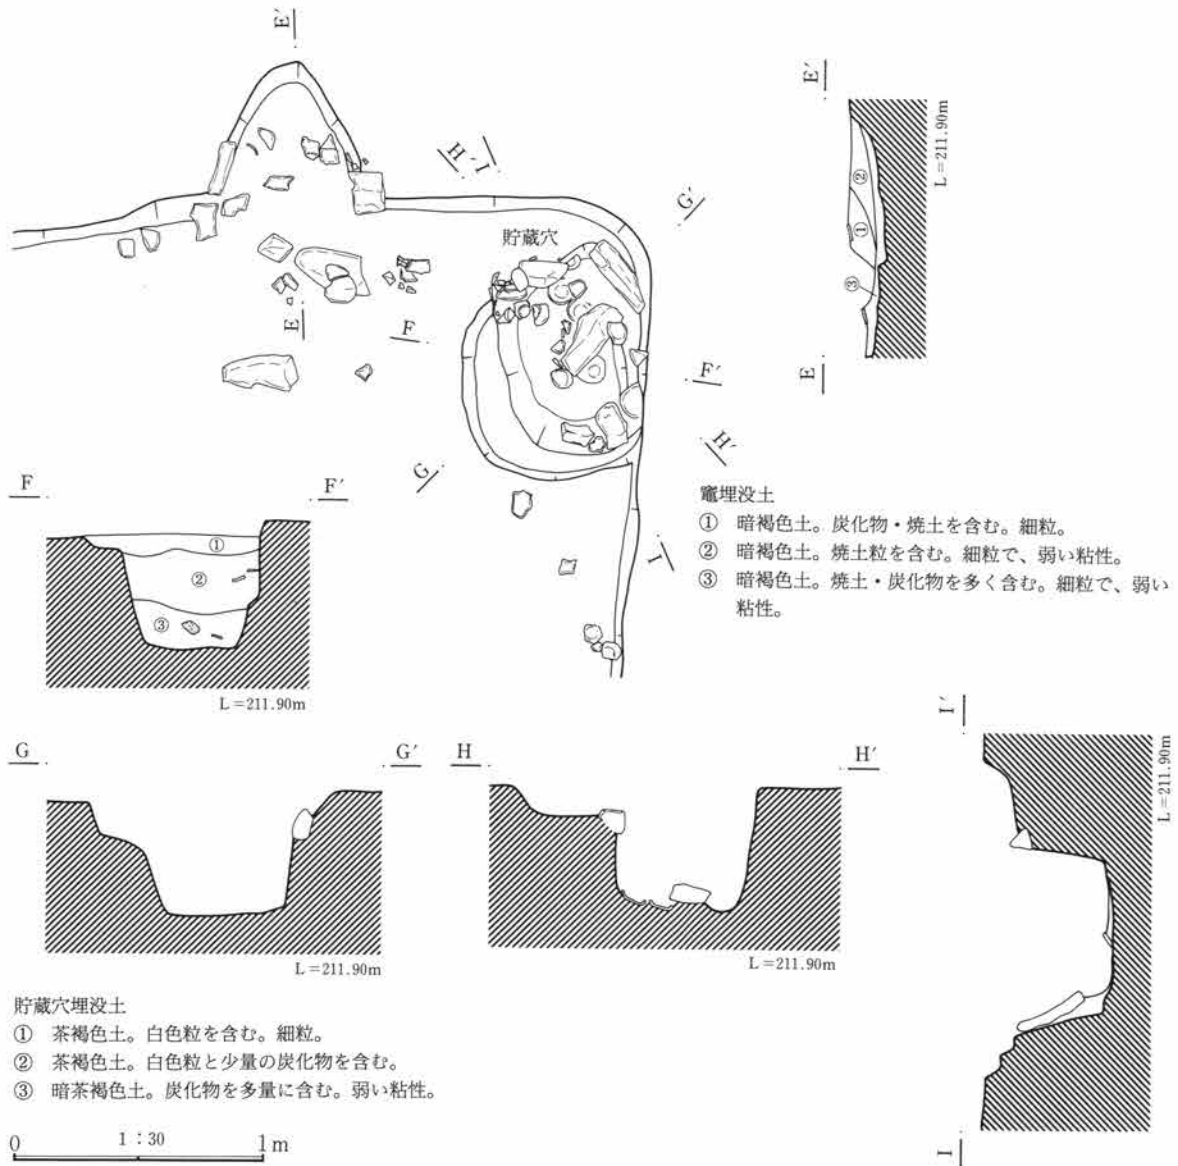 E′
H′ I′
G′
貯蔵穴
E
F
F′
G
H′
I
E′
L=211.90m
②
①
③
E
竈埋没土
① 暗褐色土。炭化物・焼土を含む。細粒。
② 暗褐色土。焼土粒を含む。細粒で、弱い粘性。
③ 暗褐色土。焼土・炭化物を多く含む。細粒で、弱い
粘性。
F F′
①
②
③
L=211.90m
G G′
L=211.90m
H H′
L=211.90m
I′
L=211.90m
I
貯蔵穴埋没土
① 茶褐色土。白色粒を含む。細粒。
② 茶褐色土。白色粒と少量の炭化物を含む。
③ 暗茶褐色土。炭化物を多量に含む。弱い粘性。
0 1:30 1m